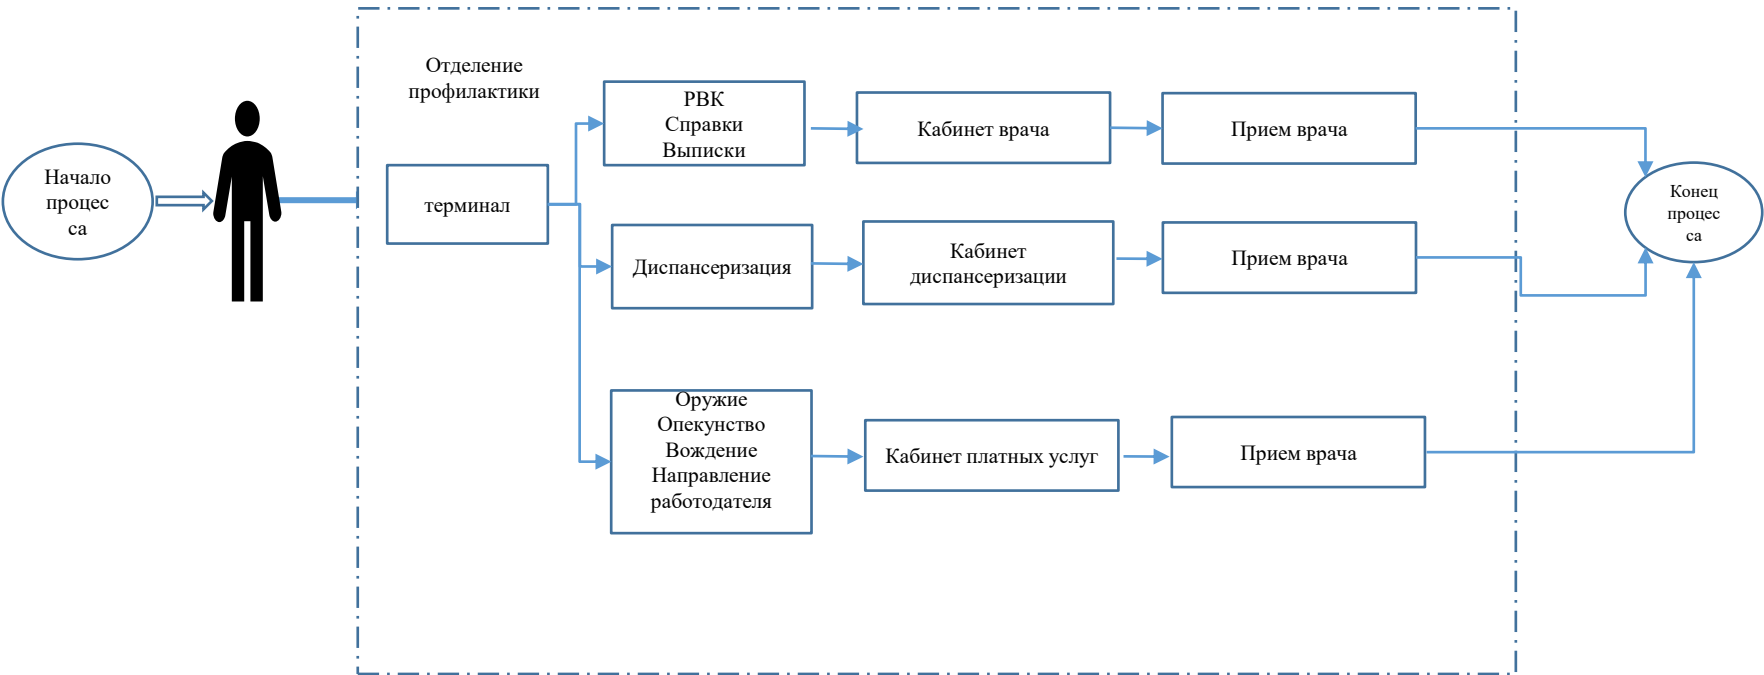 Отделение
профилактики
Начало
процес
са
терминал
РВК
Справки
Выписки
Кабинет врача
Прием врача
Диспансеризация
Кабинет
диспансеризации
Прием врача
Оружие
Опекунство
Вождение
Направление
работодателя
Кабинет платных услуг
Прием врача
Конец
процес
са